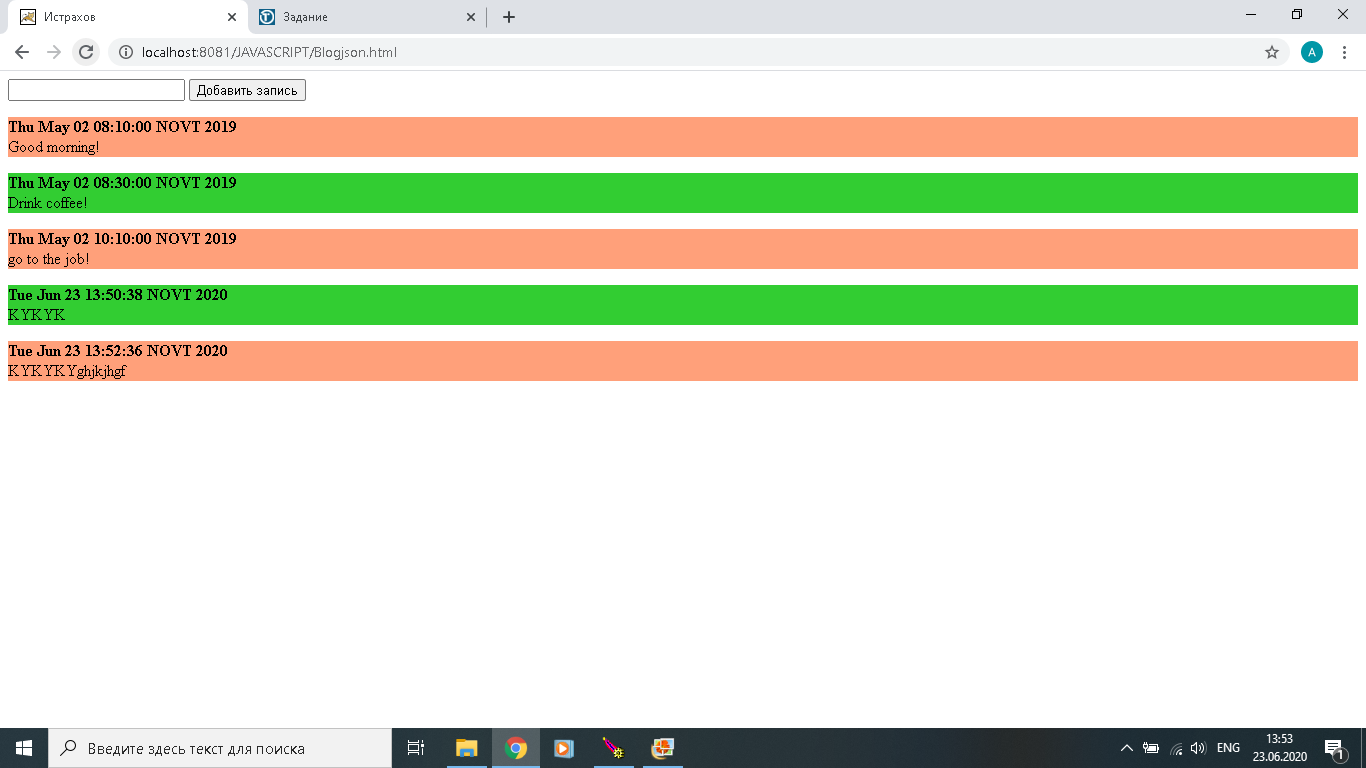 Истрахов
Задание
localhost:8081/JAVASCRIPT/Blogjson.html
A
Добавить запись
Thu May 02 08:10:00 NOVT 2019
Good morning!
Thu May 02 08:30:00 NOVT 2019
Drink coffee!
Thu May 02 10:10:00 NOVT 2019
go to the job!
Tue Jun 23 13:50:38 NOVT 2020
KYKYK
Tue Jun 23 13:52:36 NOVT 2020
KYKYKYghjkjhgf
Введите здесь текст для поиска
ENG
13:53
23.06.2020
1